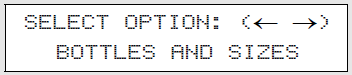 SELECT OPTION: (← →)
BOTTLES AND SIZES